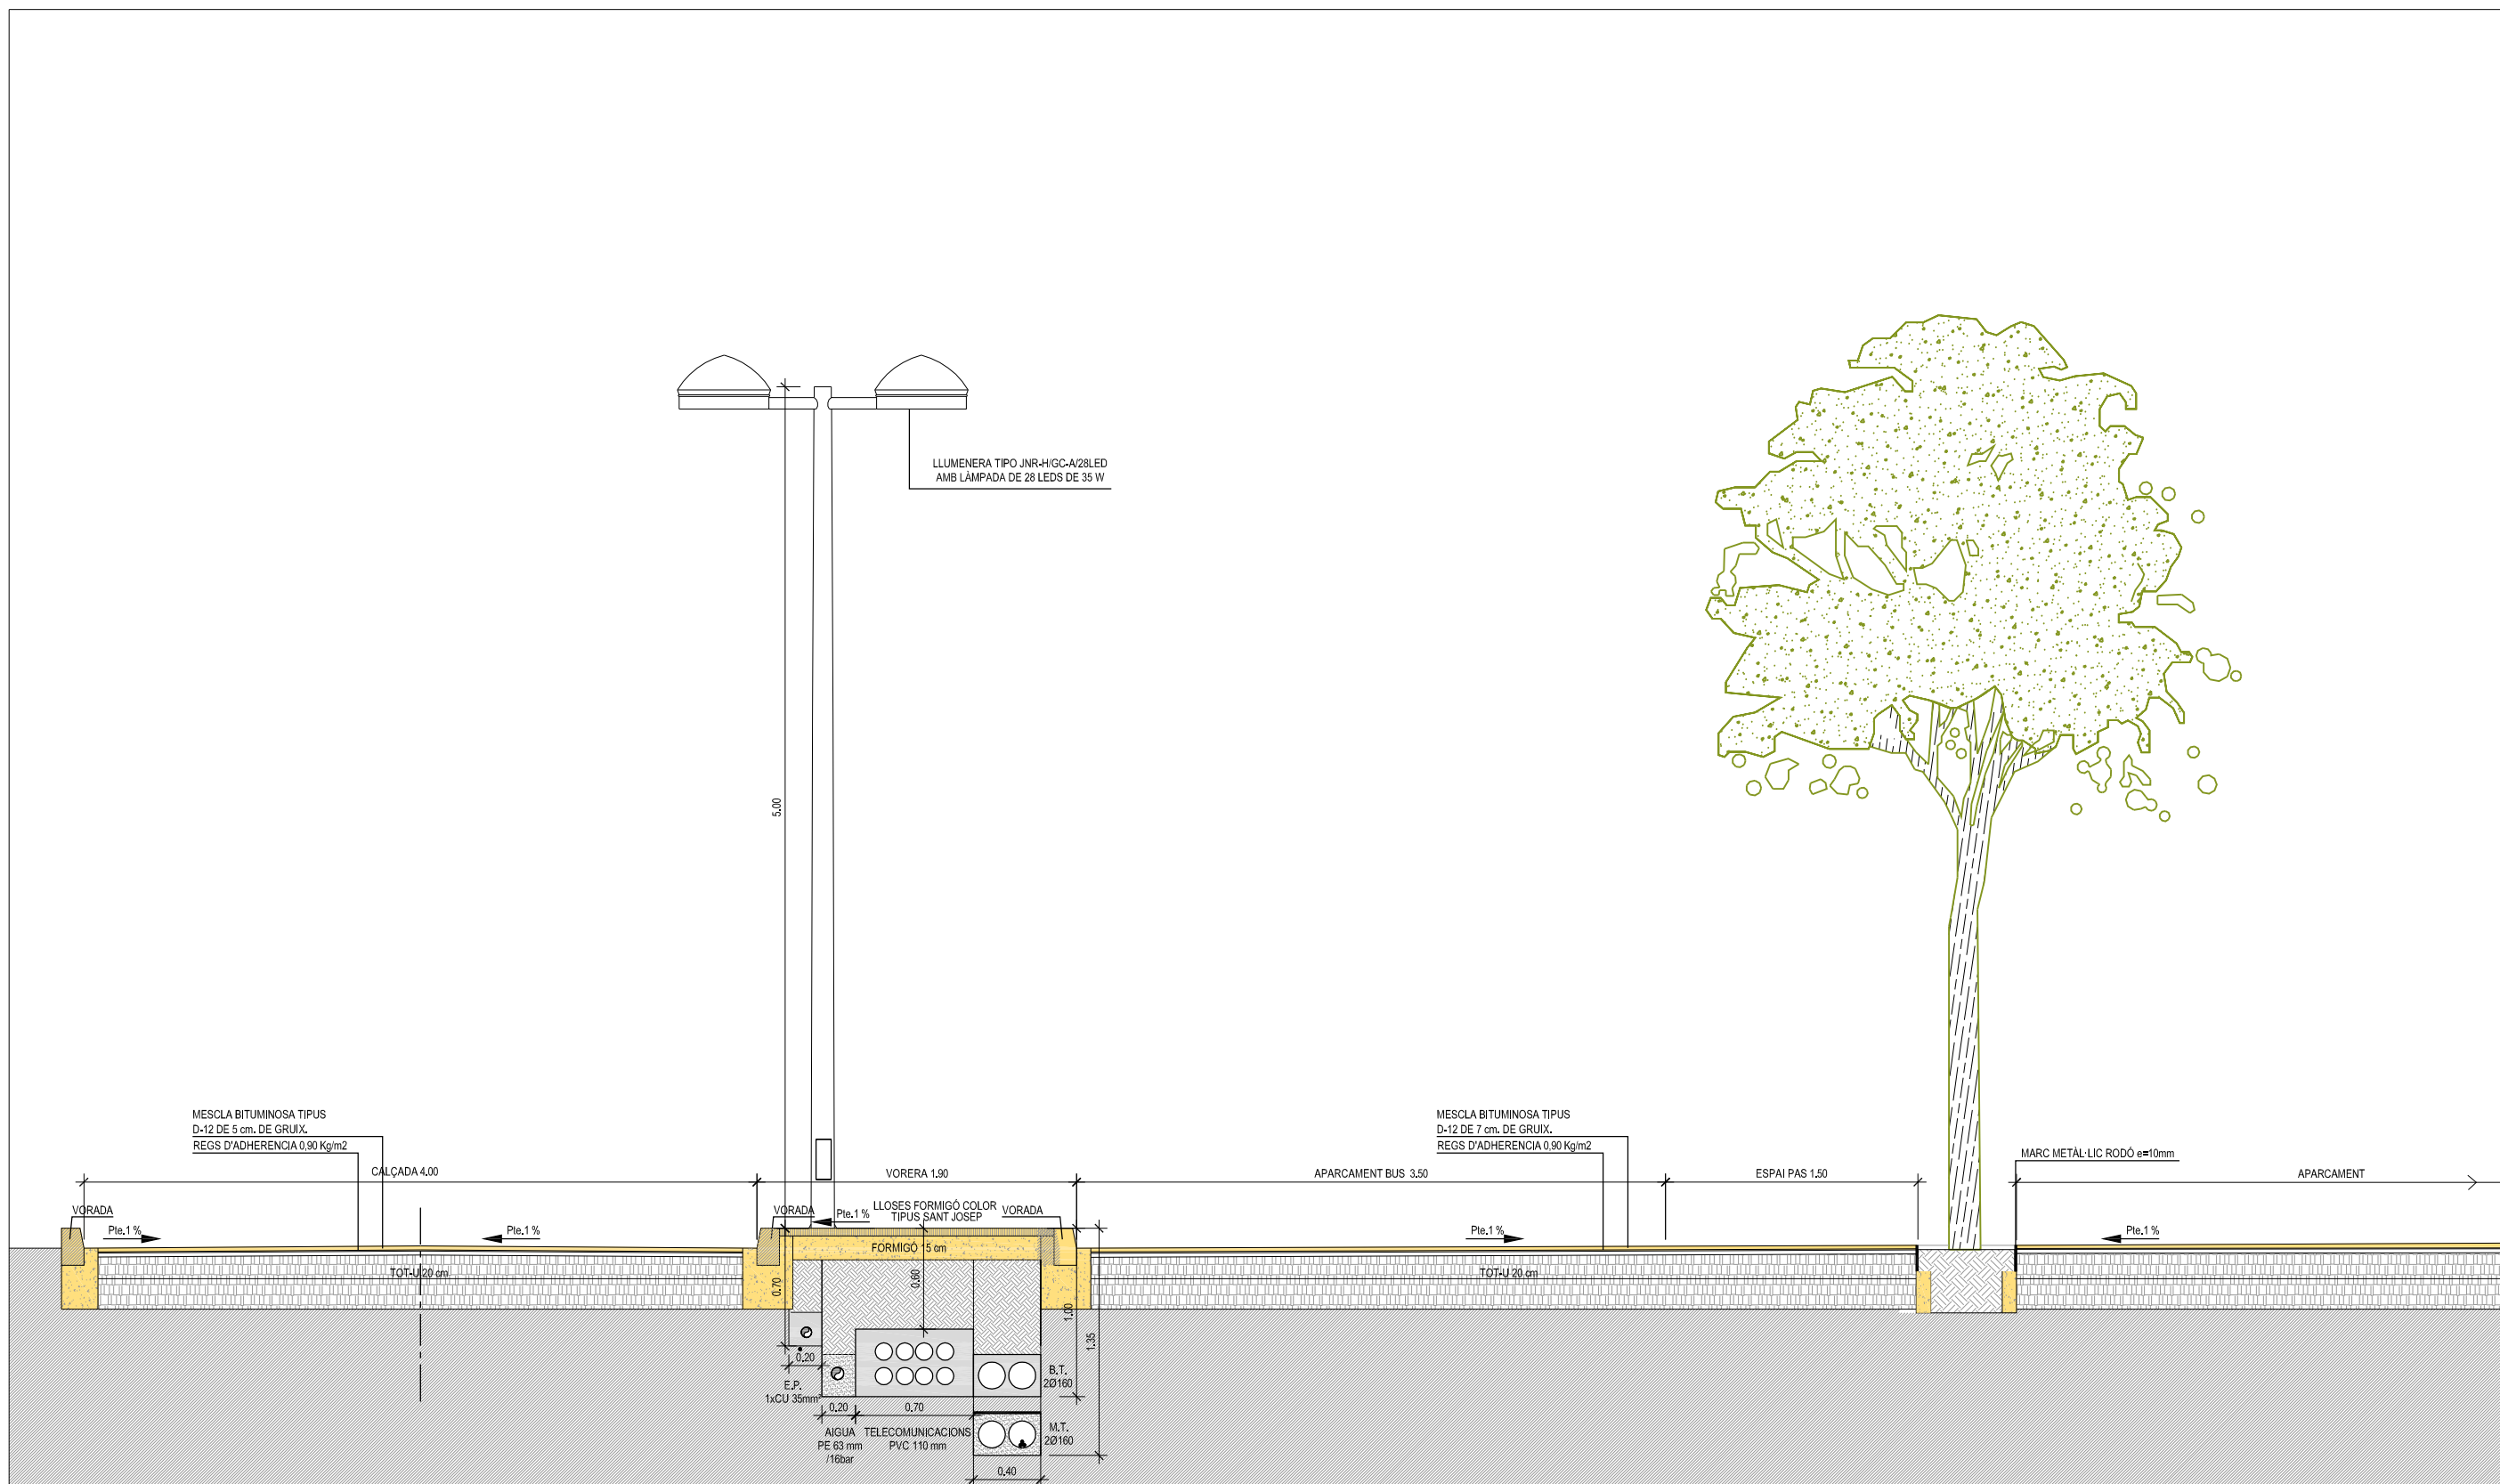 LLUMENERA TIPO JNR-H/GC-A/28LED
AMB LÀMPADA DE 28 LEDS DE 35 W
5.00
MESCLA BITUMINOSA TIPUS
D-12 DE 5 cm. DE GRUIX.
REGS D'ADHERENCIA 0,90 Kg/m2
MESCLA BITUMINOSA TIPUS
D-12 DE 7 cm. DE GRUIX.
REGS D'ADHERENCIA 0,90 Kg/m2
MARC METÀL·LIC RODÓ e=10mm
CALÇADA 4.00
VORERA 1.90
APARCAMENT BUS 3.50
ESPAI PAS 1.50
APARCAMENT
VORADA
VORADA
Pte.1 %
LLOSES FORMIGÓ COLOR
TIPUS SANT JOSEP
VORADA
Pte.1 %
Pte.1 %
Pte.1 %
Pte.1 %
FORMIGÓ 15 cm
TOT-U 20 cm
TOT-U 20 cm
0.70
0.60
1.00
1.35
0.20
E.P.
1xCU 35mm²
B.T.
2Ø160
0.20
0.70
AIGUA
PE 63 mm
/16bar
TELECOMUNICACIONS
PVC 110 mm
M.T.
2Ø160
0.40